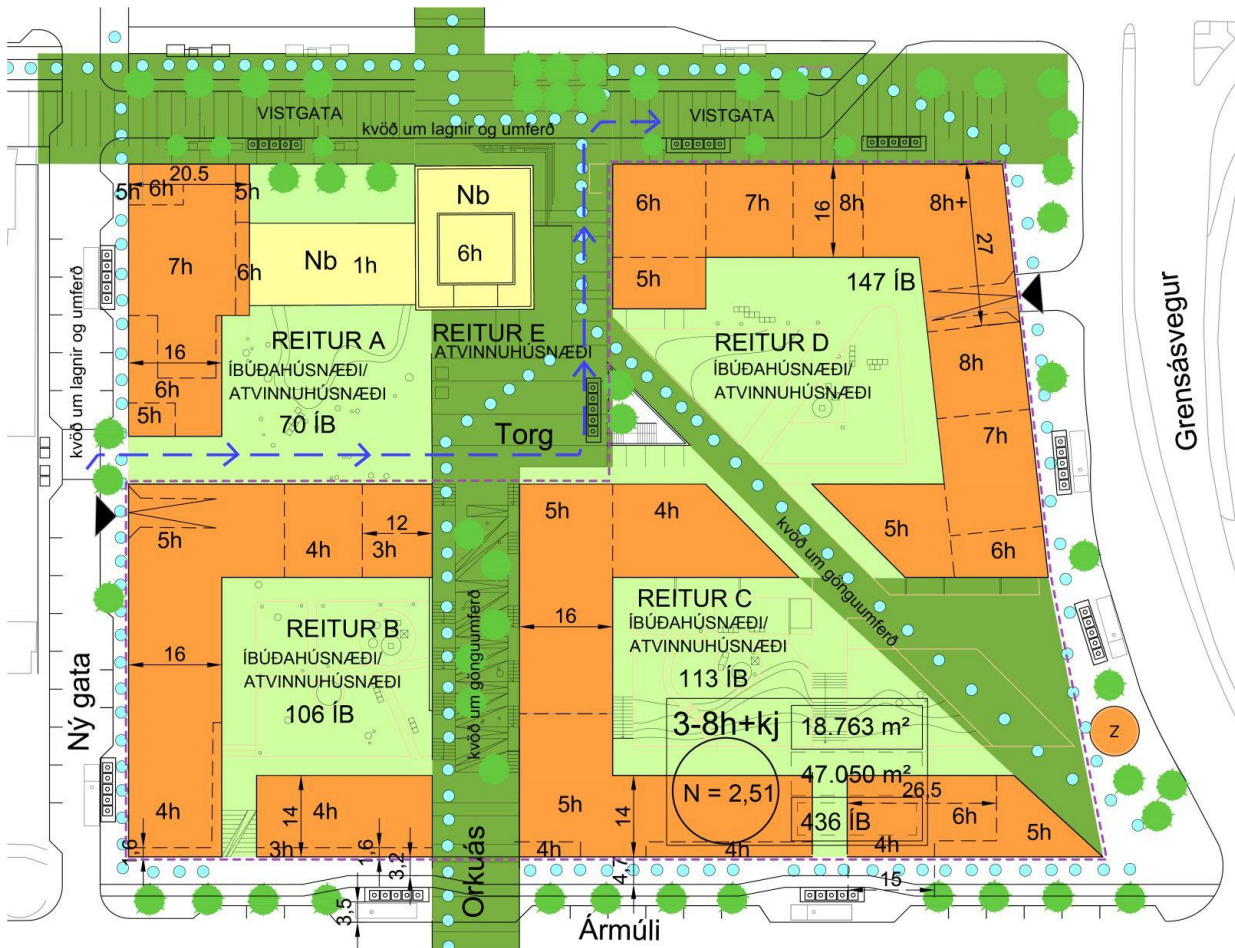 VISTGATA
VISTGATA
kvöð um lagnir og umferð
20.5
5h
6h
5h
7h
6h
Nb
1h
Nb
6h
6h
7h
16
8h
8h+
27
5h
147 ÍB
kvöð um lagnir og umferð
16
6h
5h
REITUR A
ÍBÚÐAHÚSNÆÐI/
ATVINNUHÚSNÆÐI
70 ÍB
REITUR E
ATVINNUHÚSNÆÐI
Torg
REITUR D
ÍBÚÐAHÚSNÆÐI/
ATVINNUHÚSNÆÐI
8h
7h
5h
6h
Grensásvegur
5h
4h
12
3h
5h
4h
kvöð um gönguumferð
16
REITUR B
ÍBÚÐAHÚSNÆÐI/
ATVINNUHÚSNÆÐI
106 ÍB
kvöð um gönguumferð
16
REITUR C
ÍBÚÐAHÚSNÆÐI/
ATVINNUHÚSNÆÐI
113 ÍB
Ný gata
3-8h+kj
18.763 m²
47.050 m²
N = 2,51
436 ÍB
26,5
Z
4h
14
4h
3h
5h
14
4h
4h
4h
6h
5h
1,6
1,6
3,2
3,5
4,7
15
Orkuás
Ármúli